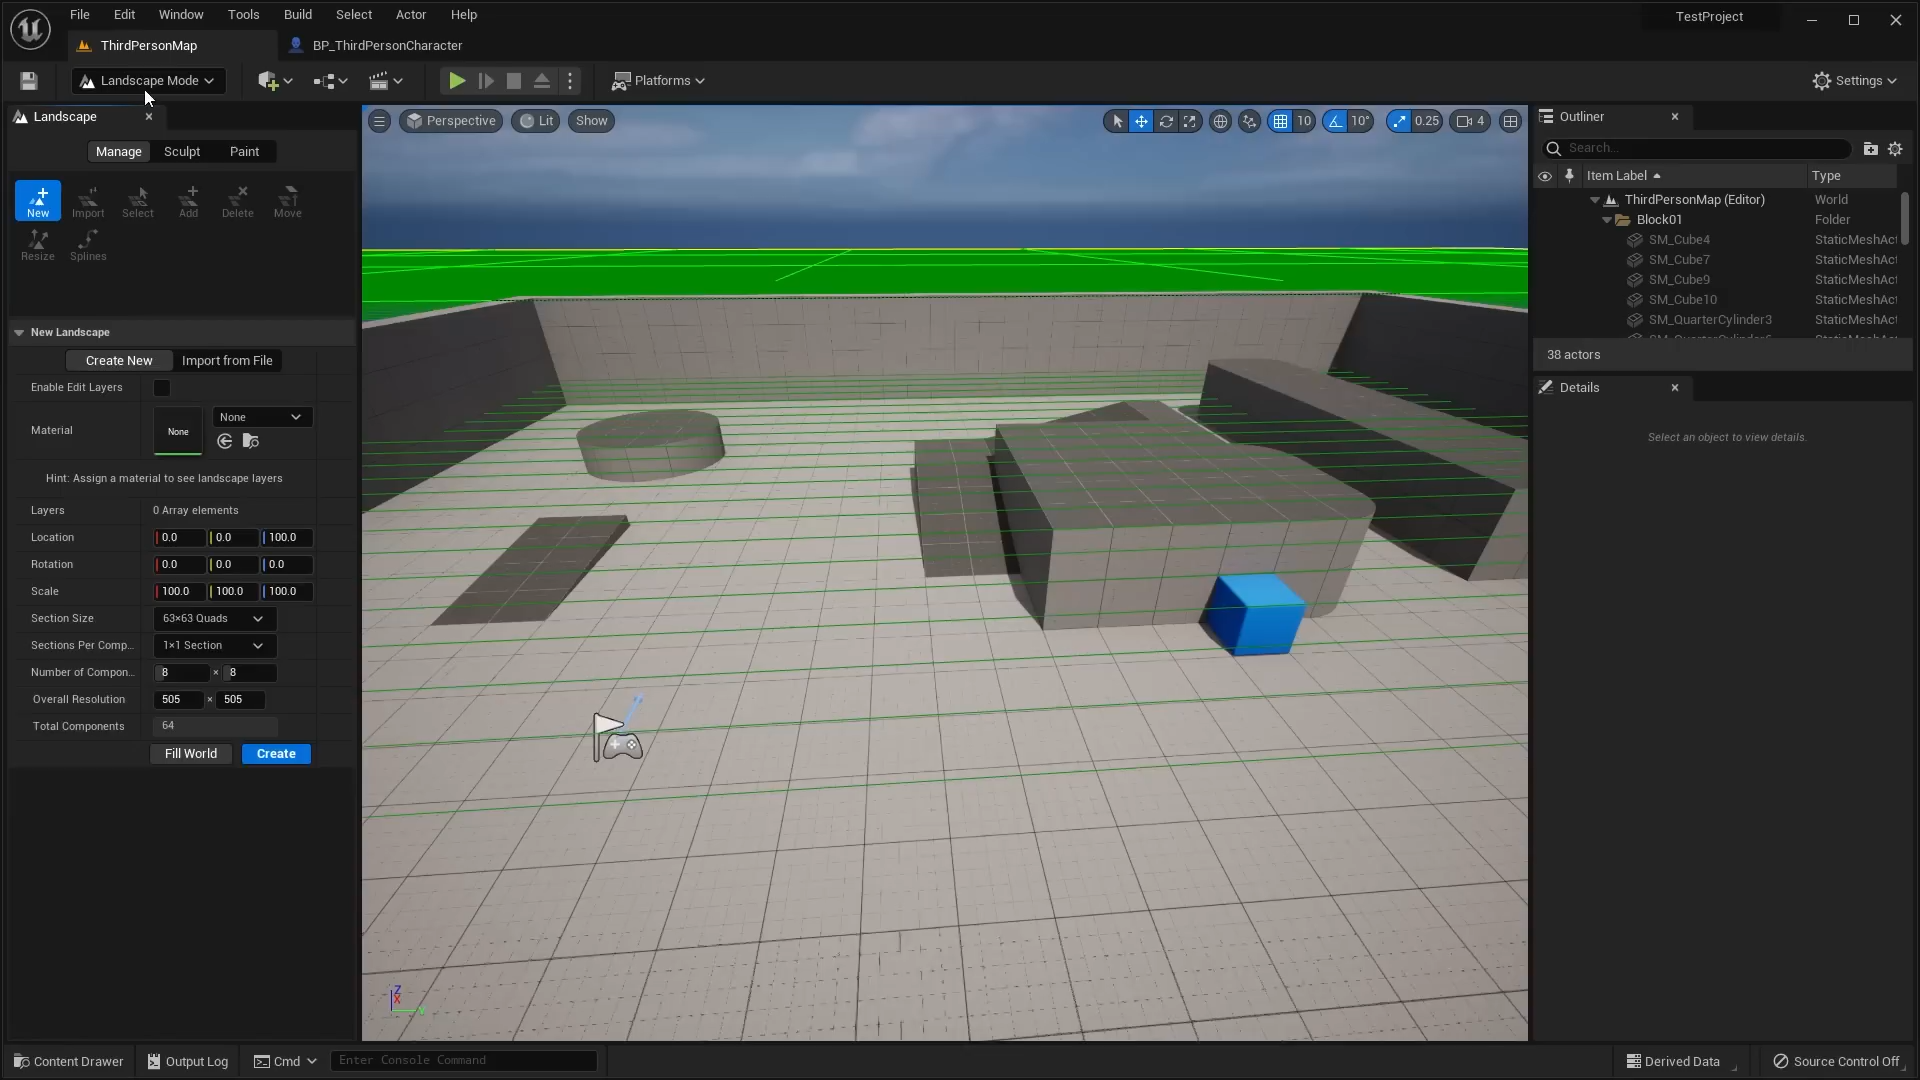 File Edit Window Tools Build Select Actor Help
TestProject
ThirdPersonMap
BP_ThirdPersonCharacter
Landscape Mode
Platforms
Settings
Landscape
Manage Sculpt Paint
New Import Select Add Delete Move
Resize Splines
New Landscape
Create New Import from File
Enable Edit Layers
Material
None
None
Hint: Assign a material to see landscape layers
Layers 0 Array elements
Location 0.0 0.0 100.0
Rotation 0.0 0.0 0.0
Scale 100.0 100.0 100.0
Section Size 63×63 Quads
Sections Per Comp... 1×1 Section
Number of Compon... 8 × 8
Overall Resolution 505 × 505
Total Components 64
Fill World Create
Perspective Lit Show
10 10° 0.25 4
Z
X
Y
Outliner
Search...
Item Label Type
ThirdPersonMap (Editor) World
Block01 Folder
SM_Cube4 StaticMeshAct
SM_Cube7 StaticMeshAct
SM_Cube9 StaticMeshAct
SM_Cube10 StaticMeshAct
SM_QuarterCylinder3 StaticMeshAct
38 actors
Details
Select an object to view details.
Content Drawer Output Log Cmd Enter Console Command
Derived Data Source Control Off